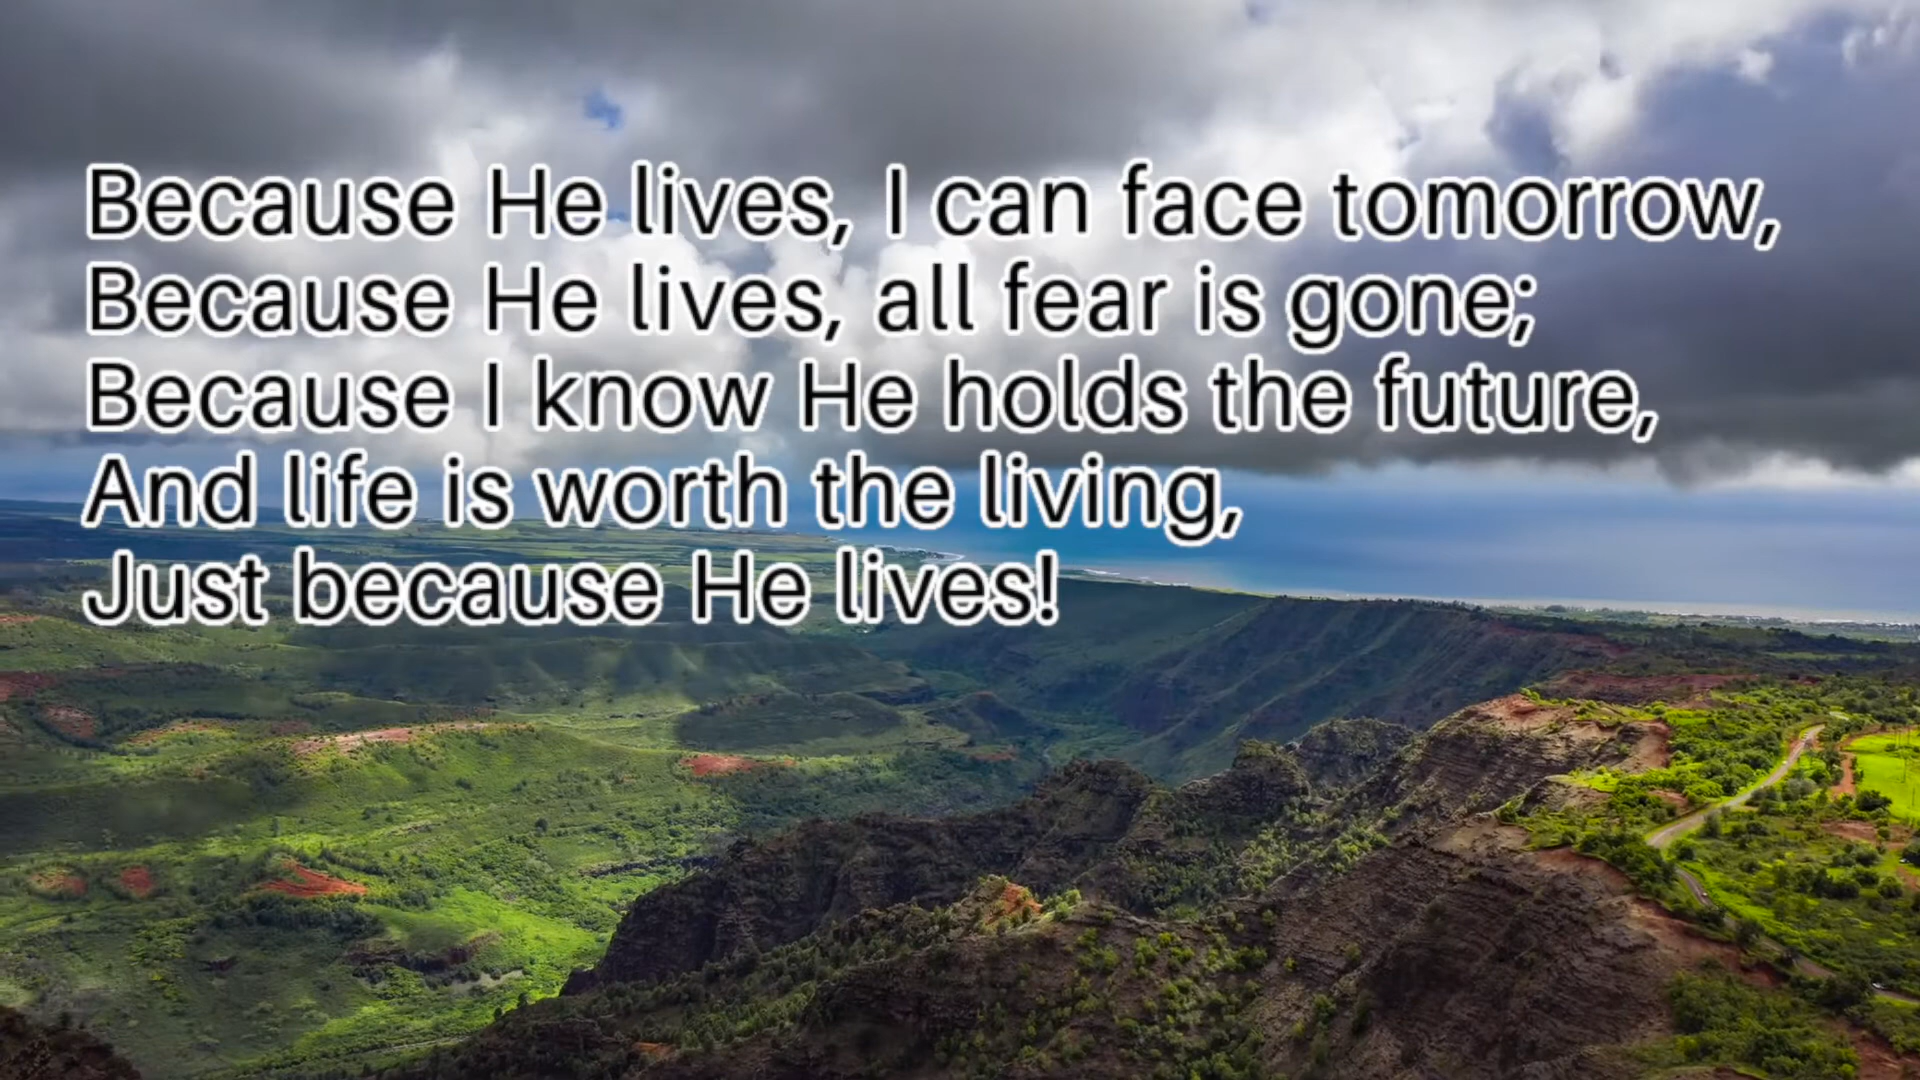 Because He lives, I can face tomorrow,
Because He lives, all fear is gone;
Because I know He holds the future,
And life is worth the living,
Just because He lives!